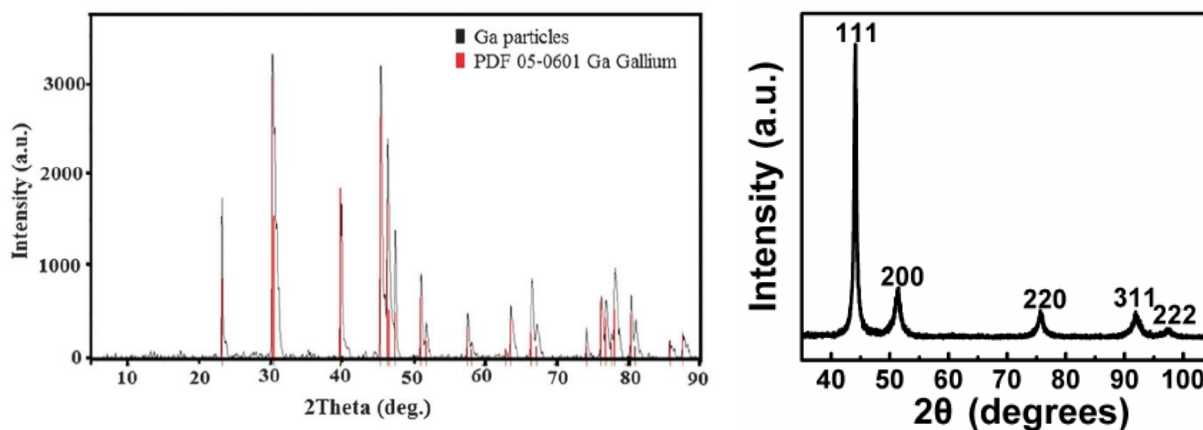 Ga particles
PDF 05-0601 Ga Gallium
Intensity (a.u.)
3000
2000
1000
0
10 20 30 40 50 60 70 80 90
2Theta (deg.)
111
200
220
311
222
Intensity (a.u.)
40 50 60 70 80 90 100
2θ (degrees)